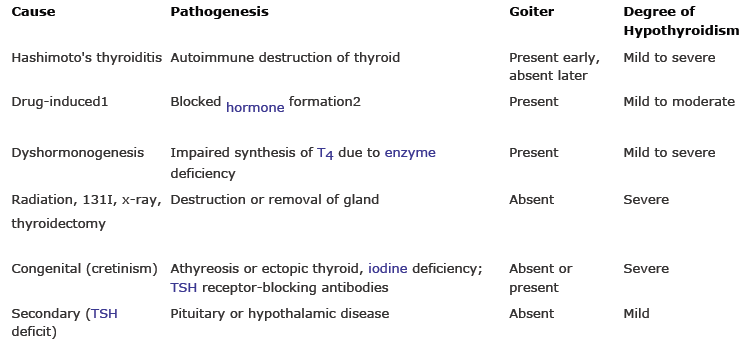 Cause Pathogenesis Goiter Degree of
Hypothyroidism
Hashimoto's thyroiditis Autoimmune destruction of thyroid Present early, Mild to severe
absent later
Drug-induced1 Blocked hormone formation2 Present Mild to moderate
Dyshormonogenesis Impaired synthesis of T4 due to enzyme Present Mild to severe
deficiency
Radiation, 131I, x-ray, Destruction or removal of gland Absent Severe
thyroidectomy
Congenital (cretinism) Athyreosis or ectopic thyroid, iodine deficiency; Absent or Severe
TSH receptor-blocking antibodies present
Secondary (TSH Pituitary or hypothalamic disease Absent Mild
deficit)